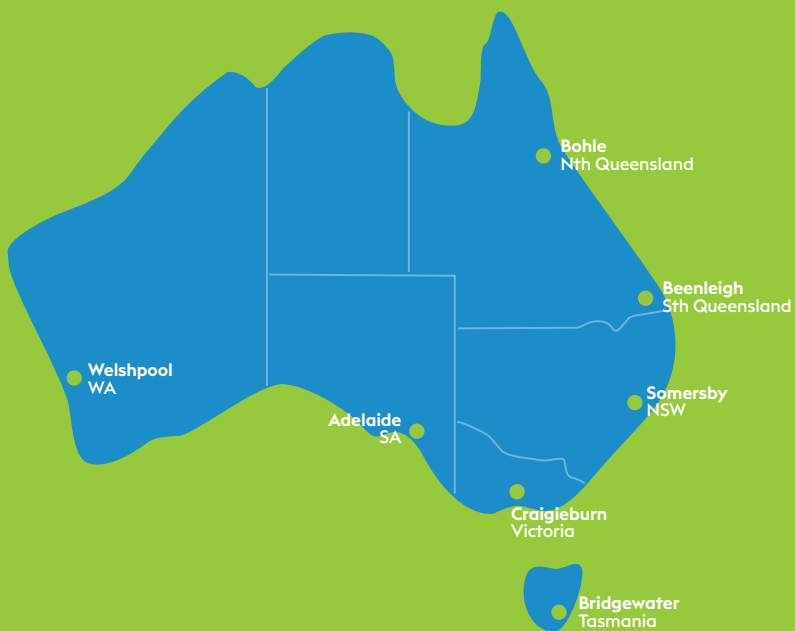 Bohle
Nth Queensland
Beenleigh
Sth Queensland
Welshpool
WA
Somersby
NSW
Adelaide
SA
Craigieburn
Victoria
Bridgewater
Tasmania